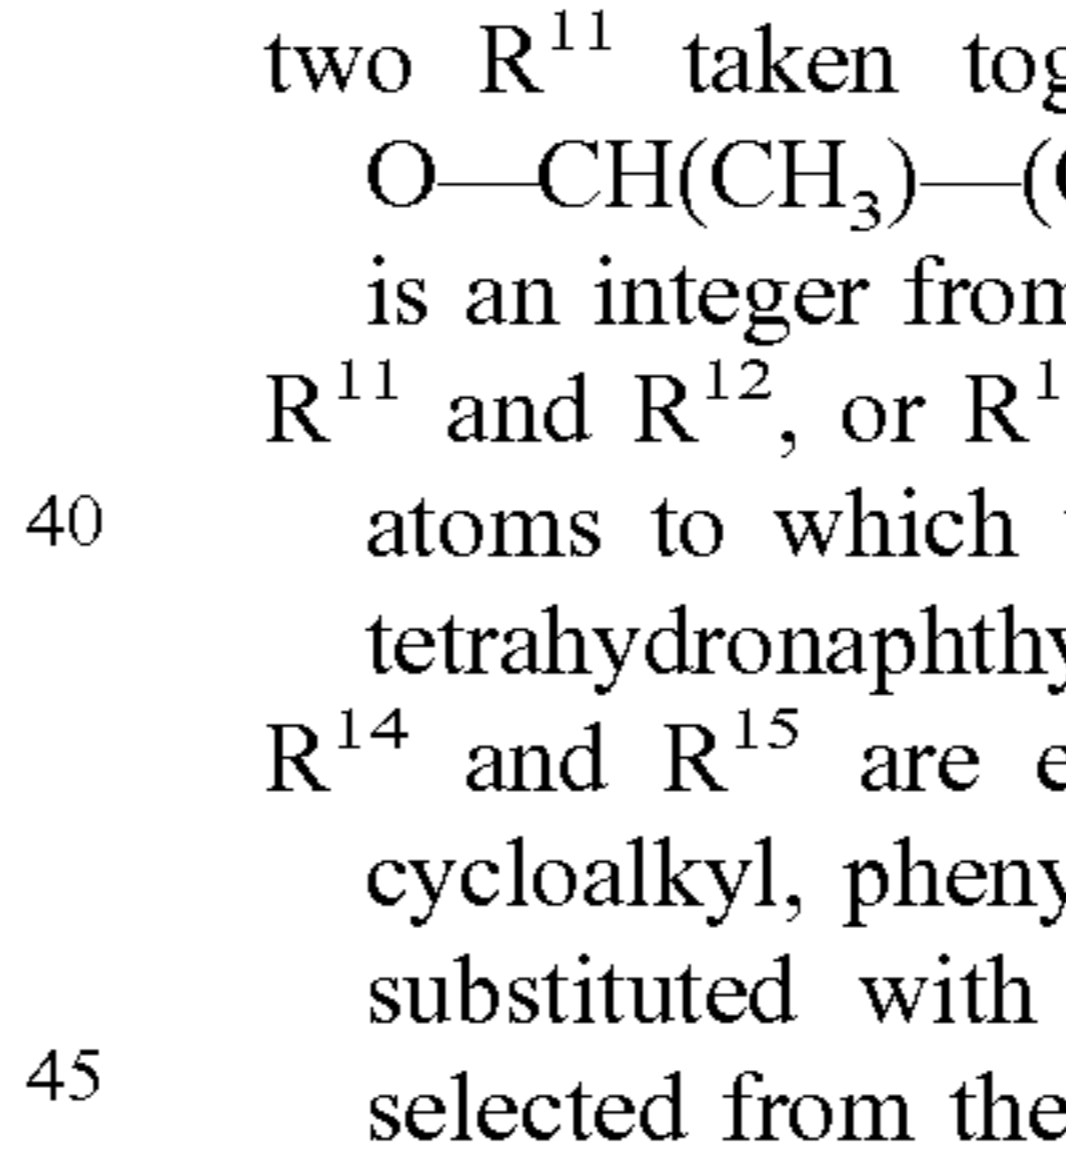 two R¹¹ taken tog
O—CH(CH₃)—(
is an integer from
R¹¹ and R¹², or R¹
40 atoms to which
tetrahydronaphthy
R¹⁴ and R¹⁵ are e
cycloalkyl, pheny
substituted with
45
selected from the